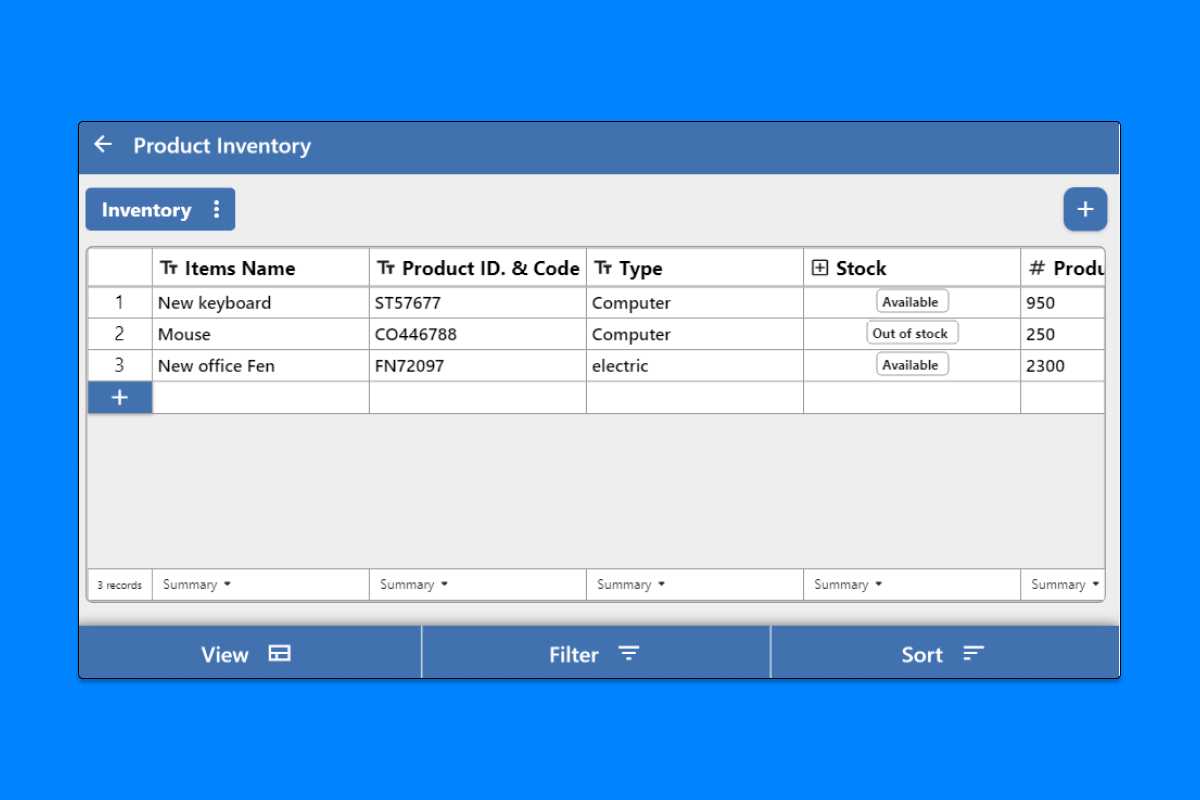 Product Inventory
Inventory
Items Name Product ID. & Code Type Stock # Produ
1 New keyboard ST57677 Computer Available 950
2 Mouse CO446788 Computer Out of stock 250
3 New office Fen FN72097 electric Available 2300
3 records Summary Summary Summary Summary Summary
View Filter Sort